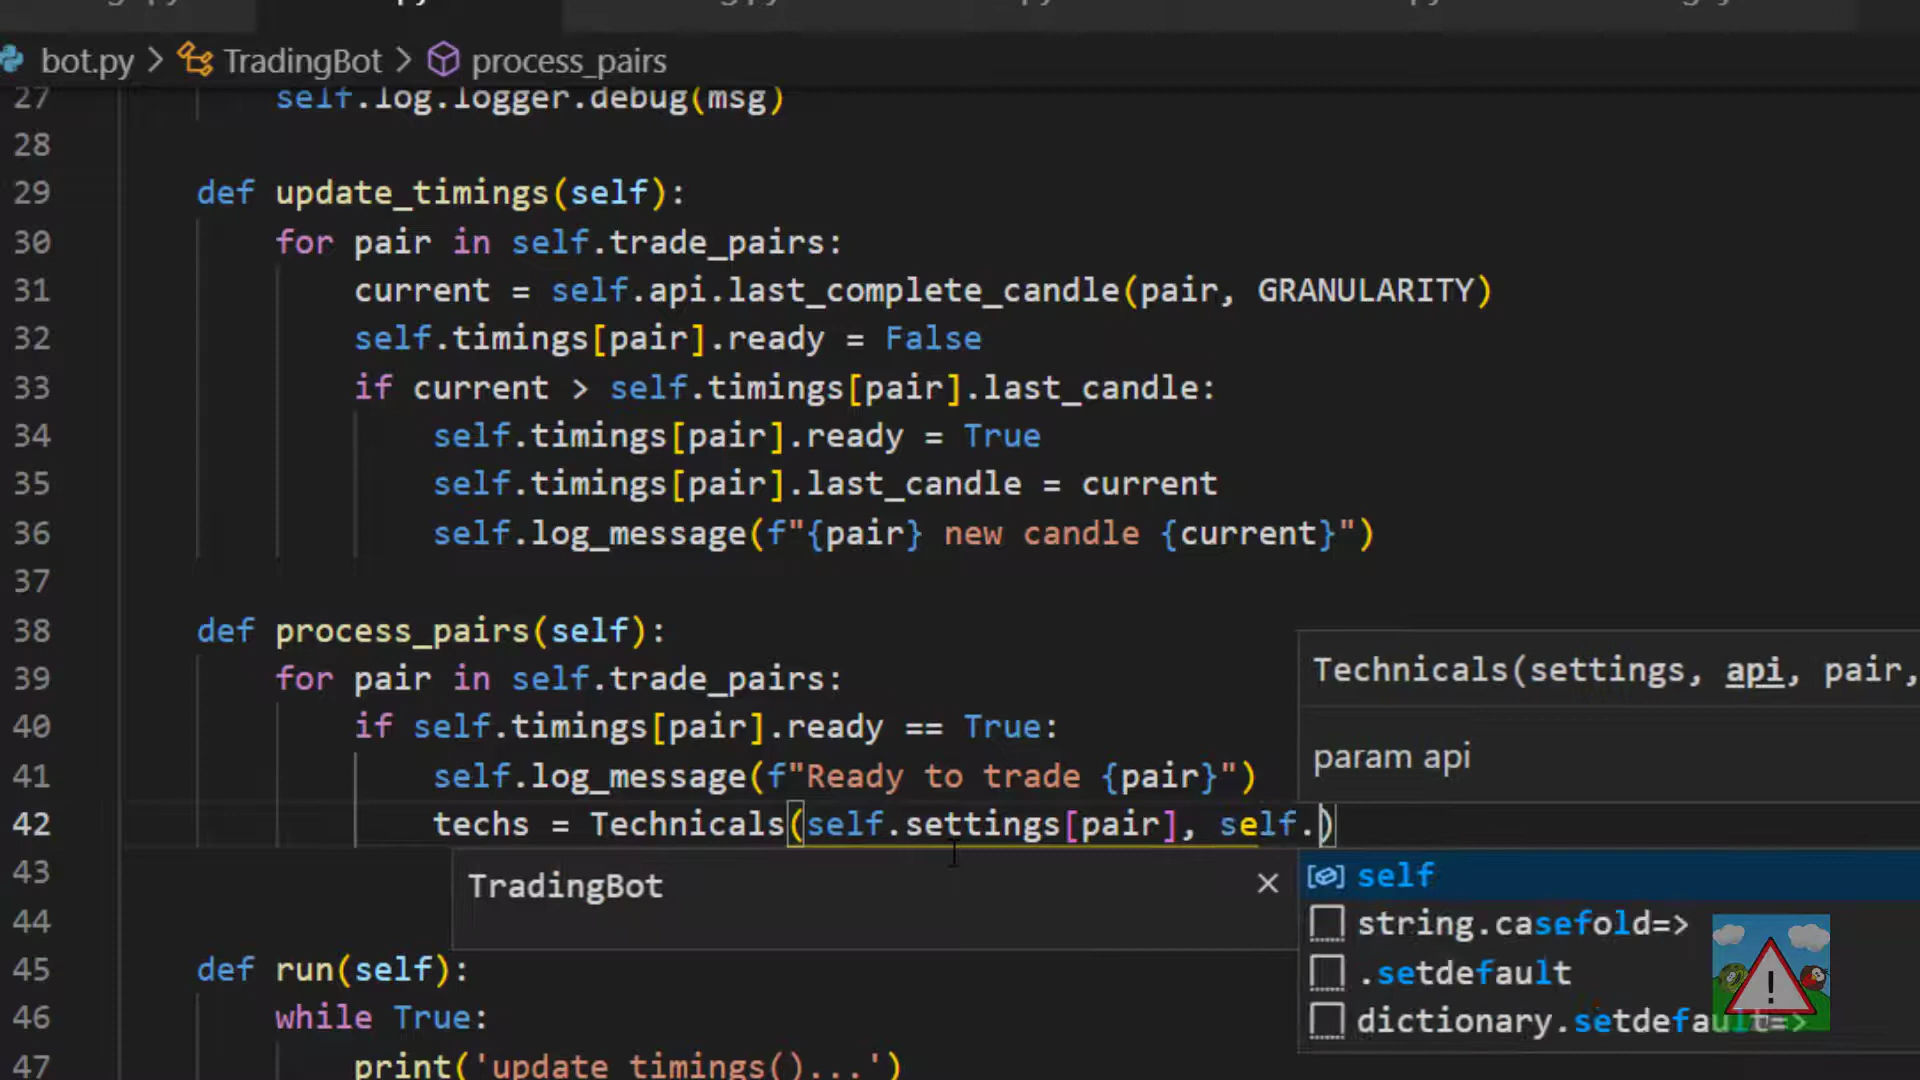 bot.py > TradingBot > process_pairs
27 self.log.logger.debug(msg)
28
29 def update_timings(self):
30 for pair in self.trade_pairs:
31 current = self.api.last_complete_candle(pair, GRANULARITY)
32 self.timings[pair].ready = False
33 if current > self.timings[pair].last_candle:
34 self.timings[pair].ready = True
35 self.timings[pair].last_candle = current
36 self.log_message(f"{pair} new candle {current}")
37
38 def process_pairs(self):
39 for pair in self.trade_pairs:
40 if self.timings[pair].ready == True:
41 self.log_message(f"Ready to trade {pair}")
42 techs = Technicals(self.settings[pair], self.)
43
44
45 def run(self):
46 while True:
47 print('update_timings()...')
Technicals(settings, api, pair,
param api
TradingBot ×
self
string.casefold=>
.setdefault
dictionary.setdefault=>